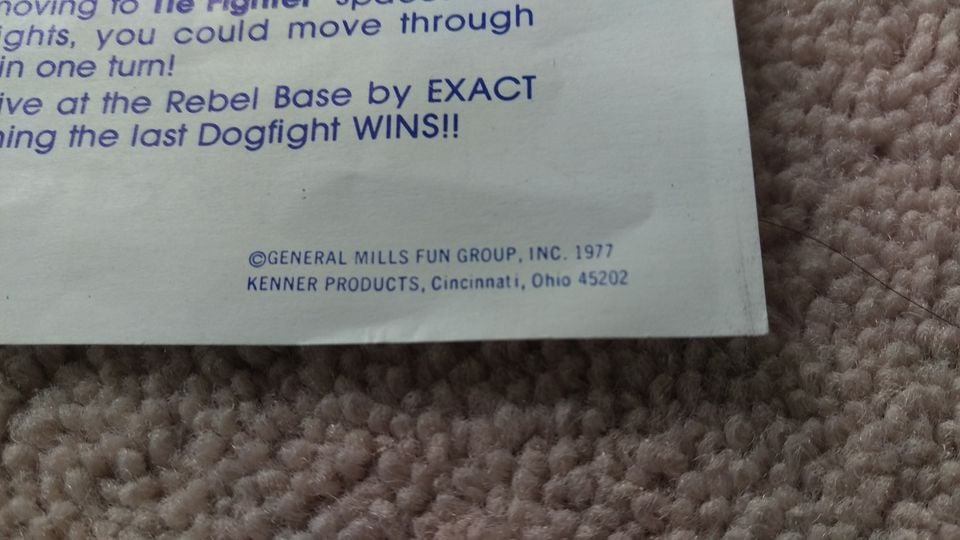 moving to Tie Fighter
ights, you could move through
in one turn!
ive at the Rebel Base by EXACT
ning the last Dogfight WINS!!
©GENERAL MILLS FUN GROUP, INC. 1977
KENNER PRODUCTS, Cincinnati, Ohio 45202